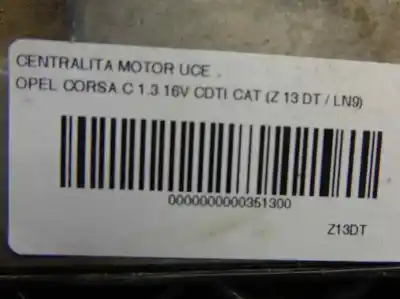 CENTRALITA MOTOR UCE .
OPEL CORSA C 1.3 16V CDTI CAT (Z 13 DT / LN9)
0000000000351300
Z13DT